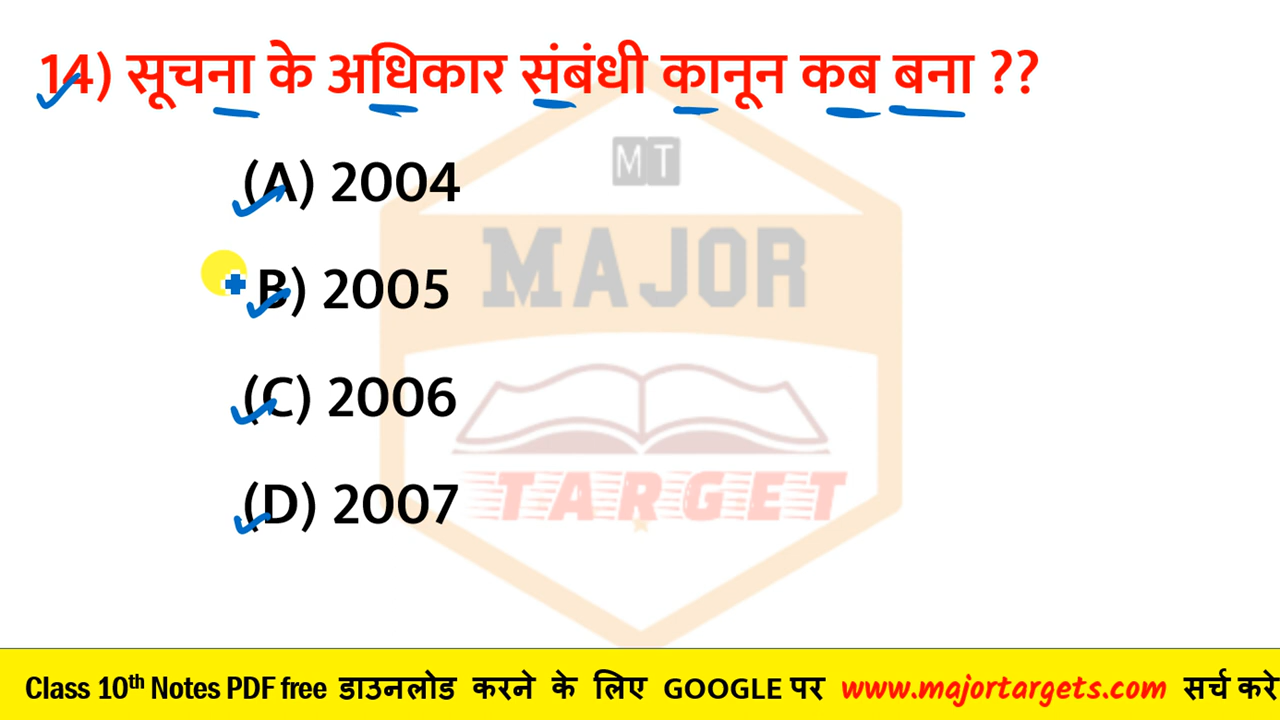 14) सूचना के अधिकार संबंधी कानून कब बना ??
(A) 2004
B) 2005
(C) 2006
(D) 2007
MT
MAJOR
TARGET
Class 10th Notes PDF free डाउनलोड करने के लिए GOOGLE पर www.majortargets.com सर्च करे